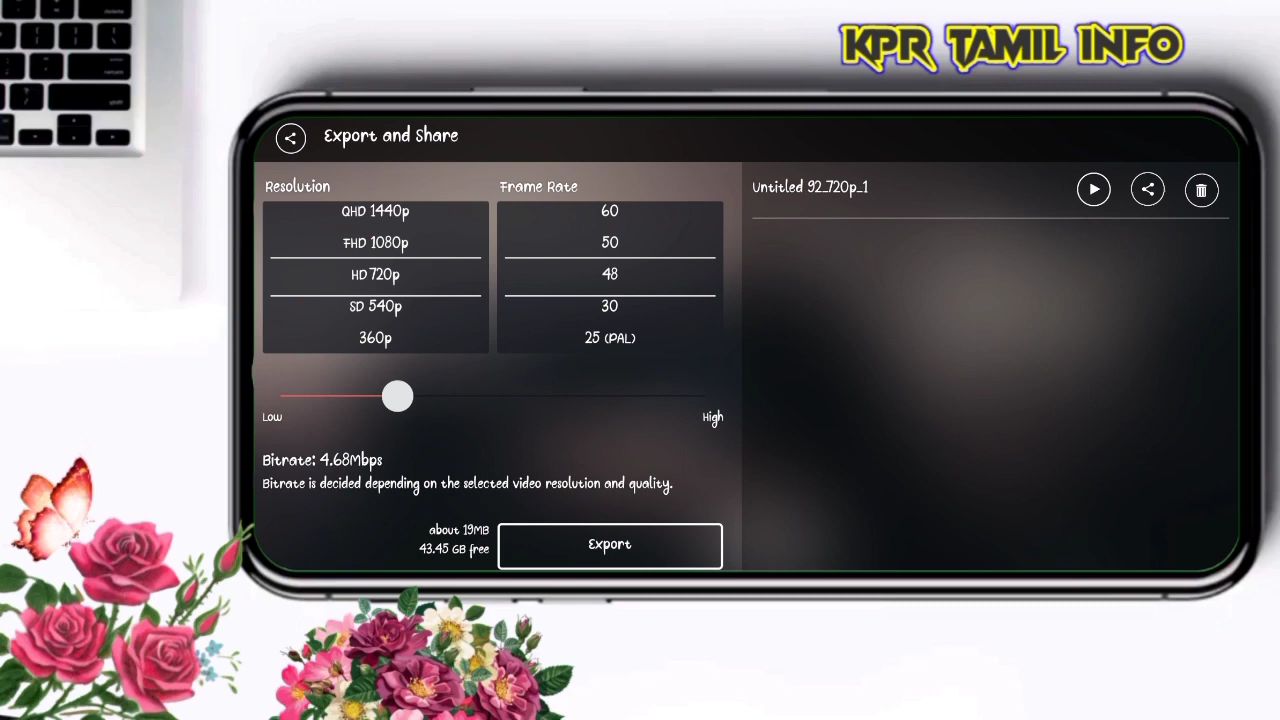 KPR TAMIL INFO
Export and Share
Resolution
Frame Rate
QHD 1440p
FHD 1080p
HD 720p
SD 540p
360p
60
50
48
30
25 (PAL)
Low
High
Bitrate: 4.68Mbps
Bitrate is decided depending on the selected video resolution and quality.
about 19MB
43.45 GB free
Export
Untitled 92_720p_1